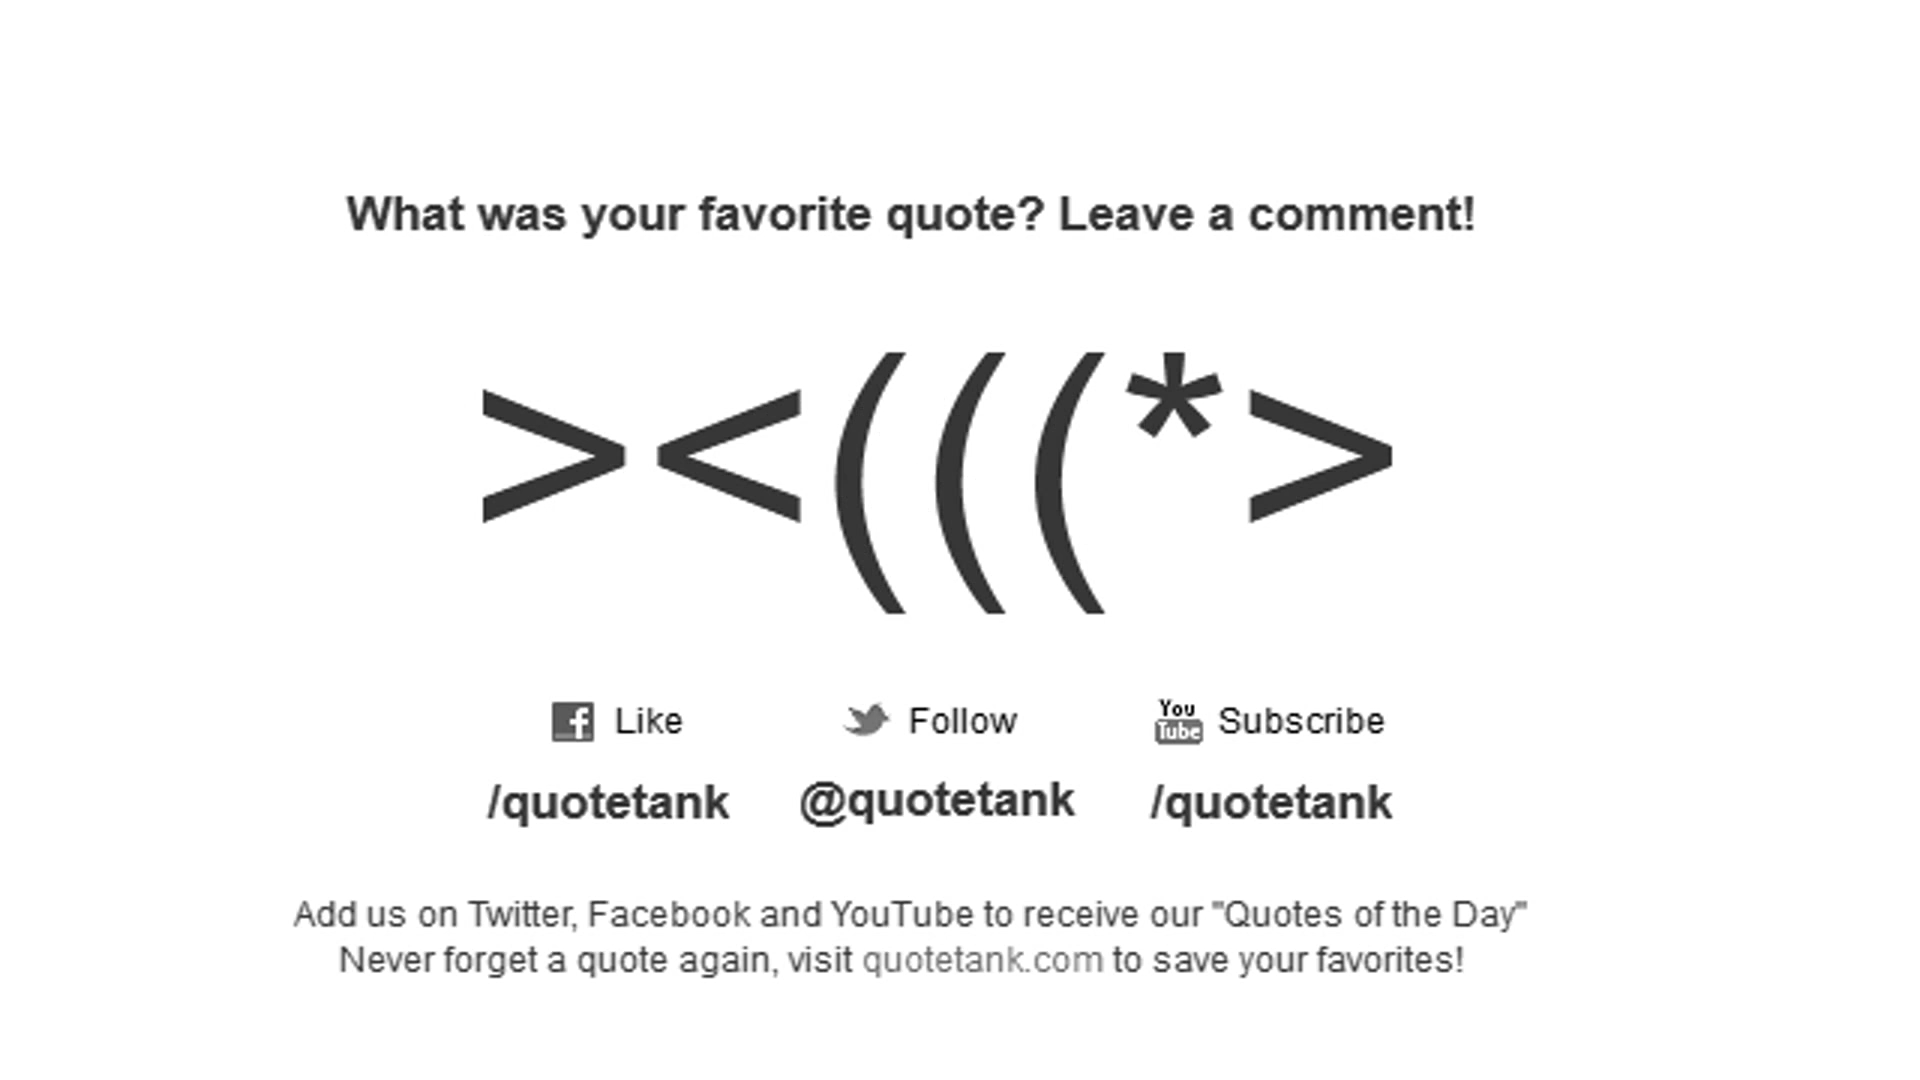 What was your favorite quote? Leave a comment!
><(((*>
f Like Follow You Tube Subscribe
/quotetank @quotetank /quotetank
Add us on Twitter, Facebook and YouTube to receive our "Quotes of the Day"
Never forget a quote again, visit quotetank.com to save your favorites!